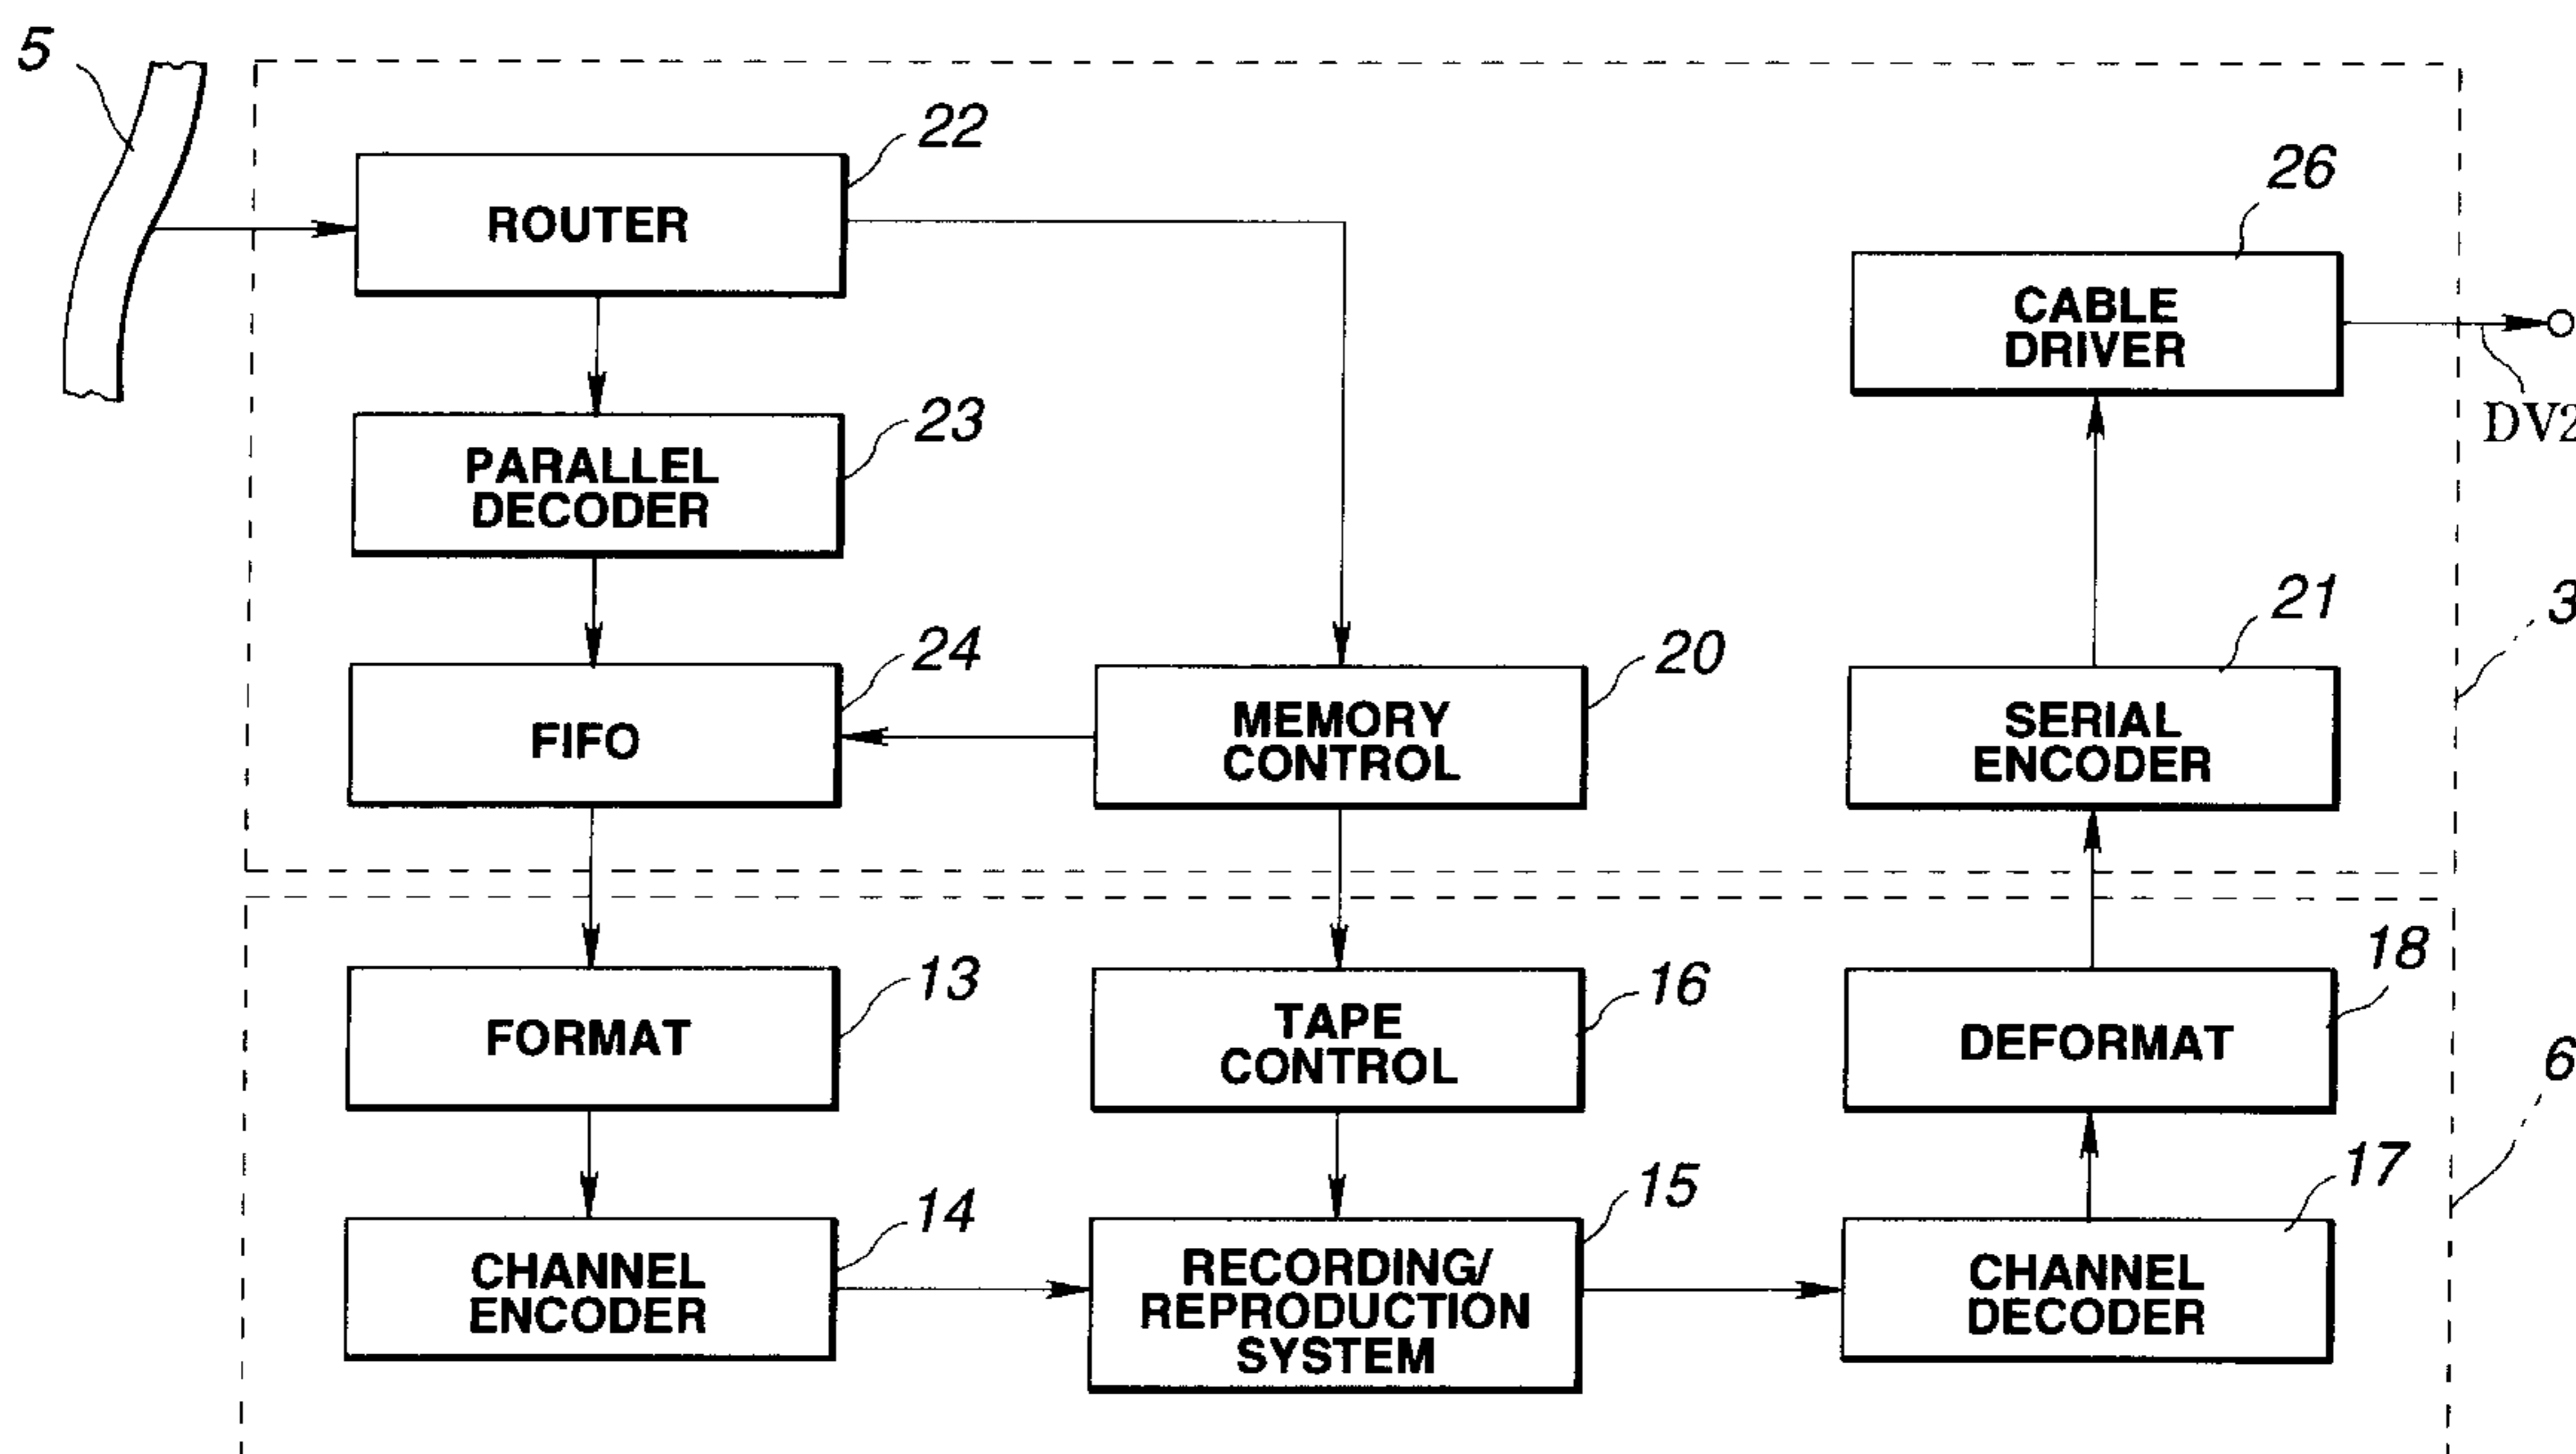 5
22
ROUTER
26
CABLE
DRIVER
DV2
23
PARALLEL
DECODER
24
FIFO
20
MEMORY
CONTROL
21
SERIAL
ENCODER
3
13
FORMAT
16
TAPE
CONTROL
18
DEFORMAT
6
14
CHANNEL
ENCODER
15
RECORDING/
REPRODUCTION
SYSTEM
17
CHANNEL
DECODER